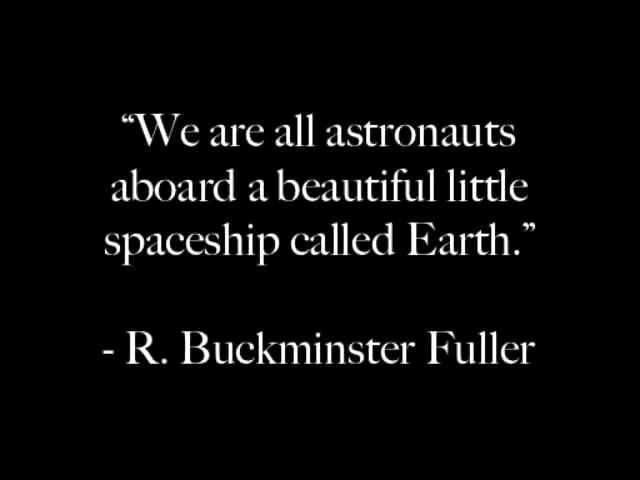 “We are all astronauts
aboard a beautiful little
spaceship called Earth.”
- R. Buckminster Fuller